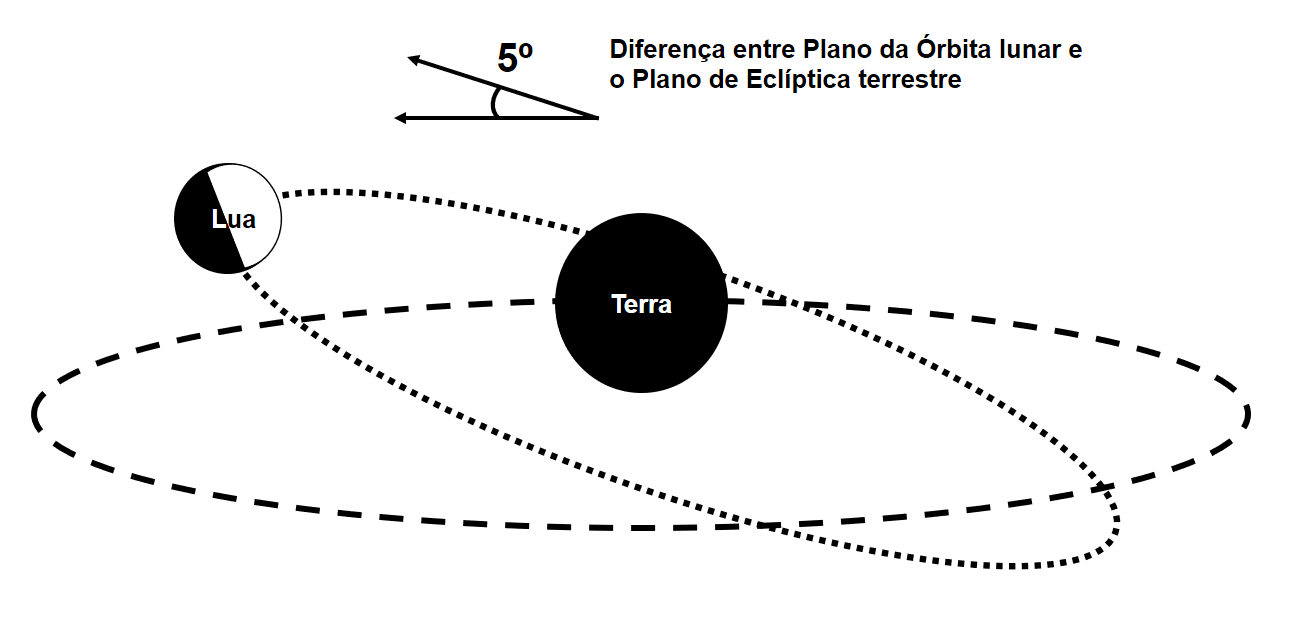 5º
Diferença entre Plano da Órbita lunar e
o Plano de Eclíptica terrestre
Lua
Terra